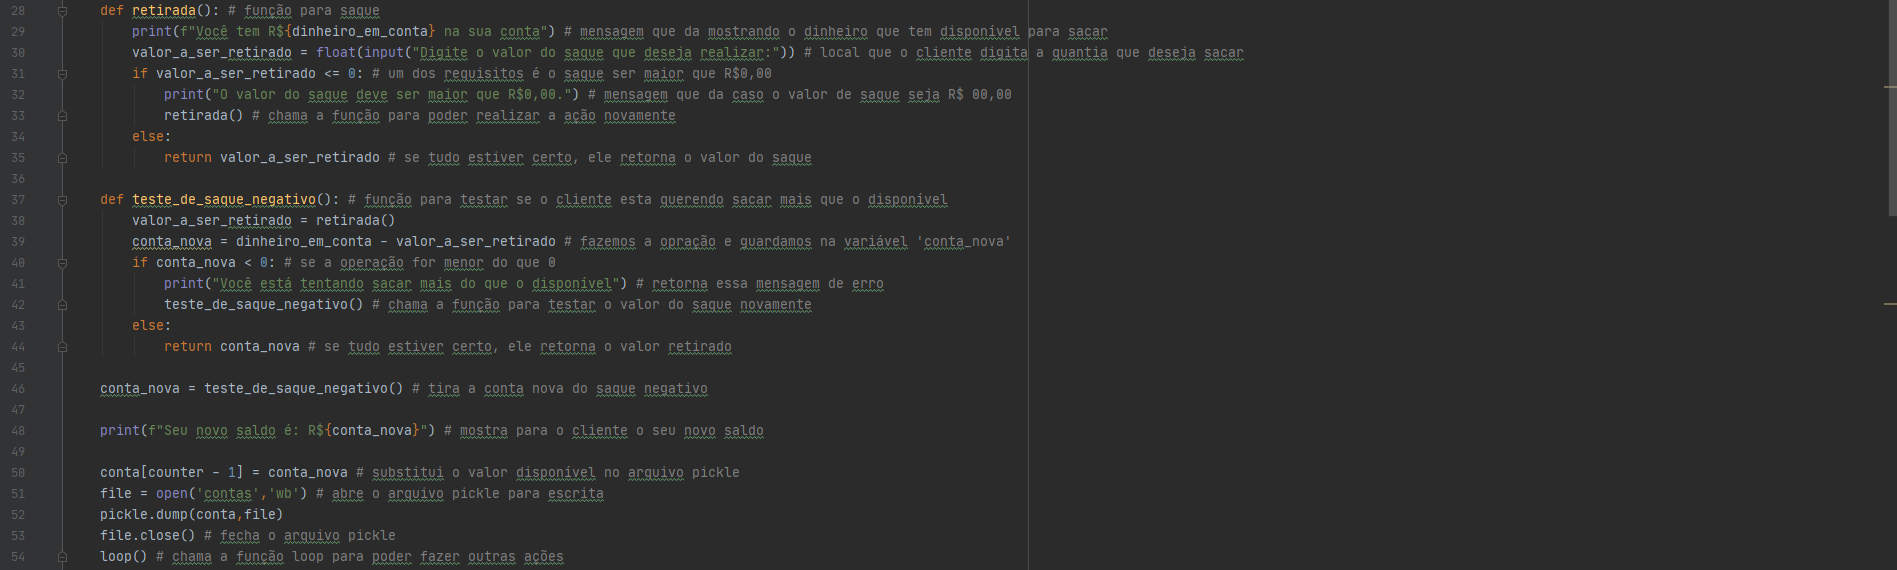 28 def retirada(): # função para saque
29 print(f"Você tem R${dinheiro_em_conta} na sua conta") # mensagem que da mostrando o dinheiro que tem disponível para sacar
30 valor_a_ser_retirado = float(input("Digite o valor do saque que deseja realizar:")) # local que o cliente digita a quantia que deseja sacar
31 if valor_a_ser_retirado <= 0: # um dos requisitos é o saque ser maior que R$0,00
32 print("O valor do saque deve ser maior que R$0,00.") # mensagem que da caso o valor de saque seja R$ 00,00
33 retirada() # chama a função para poder realizar a ação novamente
34 else:
35 return valor_a_ser_retirado # se tudo estiver certo, ele retorna o valor do saque
36
37 def teste_de_saque_negativo(): # função para testar se o cliente esta querendo sacar mais que o disponível
38 valor_a_ser_retirado = retirada()
39 conta_nova = dinheiro_em_conta - valor_a_ser_retirado # fazemos a opração e guardamos na variável 'conta_nova'
40 if conta_nova < 0: # se a operação for menor do que 0
41 print("Você está tentando sacar mais do que o disponível") # retorna essa mensagem de erro
42 teste_de_saque_negativo() # chama a função para testar o valor do saque novamente
43 else:
44 return conta_nova # se tudo estiver certo, ele retorna o valor retirado
45
46 conta_nova = teste_de_saque_negativo() # tira a conta nova do saque negativo
47
48 print(f"Seu novo saldo é: R${conta_nova}") # mostra para o cliente o seu novo saldo
49
50 conta[counter - 1] = conta_nova # substitui o valor disponível no arquivo pickle
51 file = open('contas','wb') # abre o arquivo pickle para escrita
52 pickle.dump(conta,file)
53 file.close() # fecha o arquivo pickle
54 loop() # chama a função loop para poder fazer outras ações